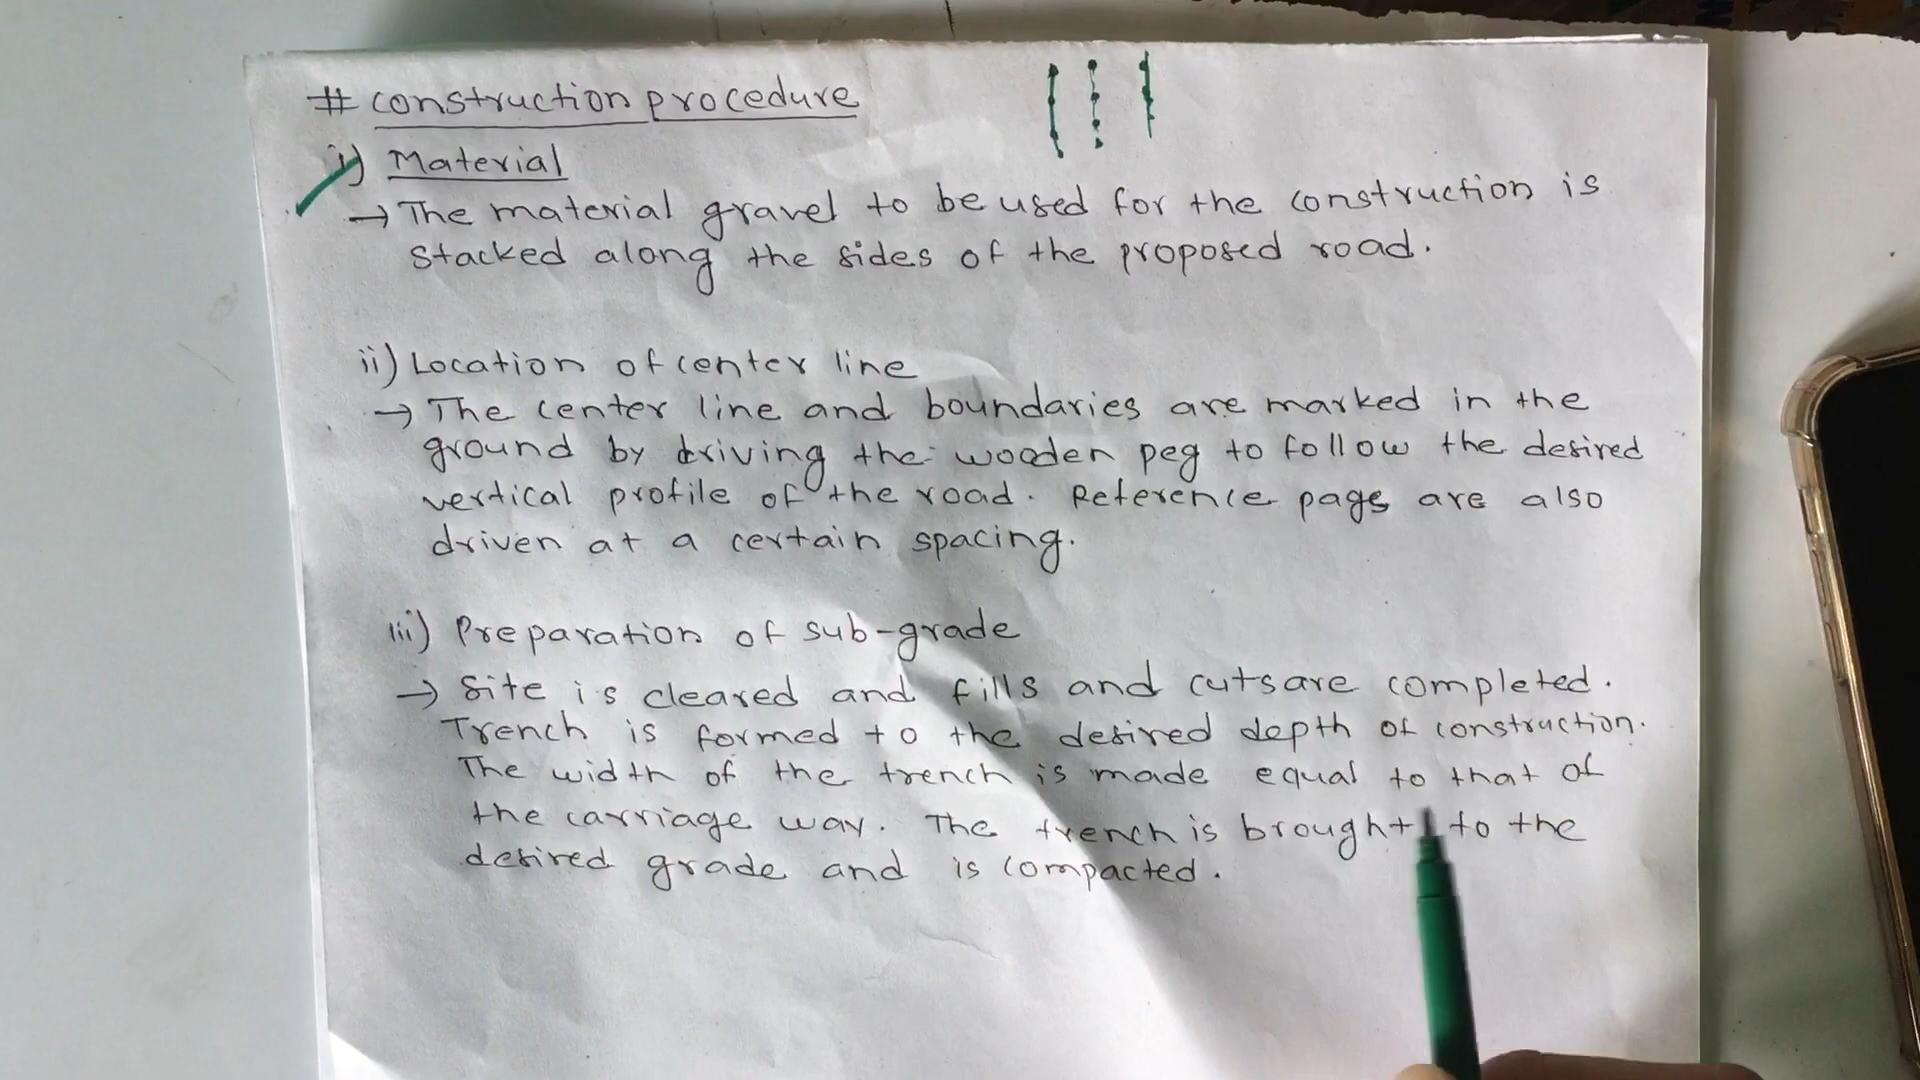 # construction procedure
i) Material
→ The material gravel to be used for the construction is
stacked along the sides of the proposed road.
ii) Location of center line
→ The center line and boundaries are marked in the
ground by driving the wooden peg to follow the desired
vertical profile of the road. Reference pags are also
driven at a certain spacing.
iii) Preparation of sub-grade
→ Site is cleared and fills and cuts are completed.
Trench is formed to the desired depth of construction.
The width of the trench is made equal to that of
the carriage way. The trench is brought to the
desired grade and is compacted.